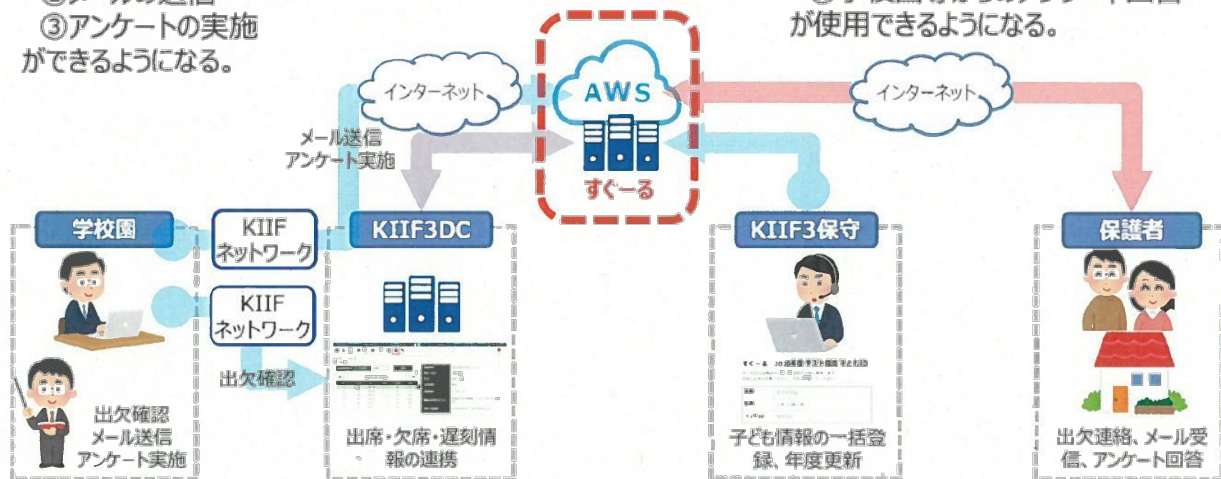 ③アンケートの実施
ができるようになる。
が使用できるようになる。
インターネット
AWS
インターネット
メール送信
アンケート実施
すぐーる
学校園
KIIF
ネットワーク
KIIF3DC
KIIF3保守
保護者
KIIF
ネットワーク
出欠確認
出欠確認
メール送信
アンケート実施
出席・欠席・遅刻情
報の連携
子ども情報の一括登
録、年度更新
出欠連絡、メール受
信、アンケート回答